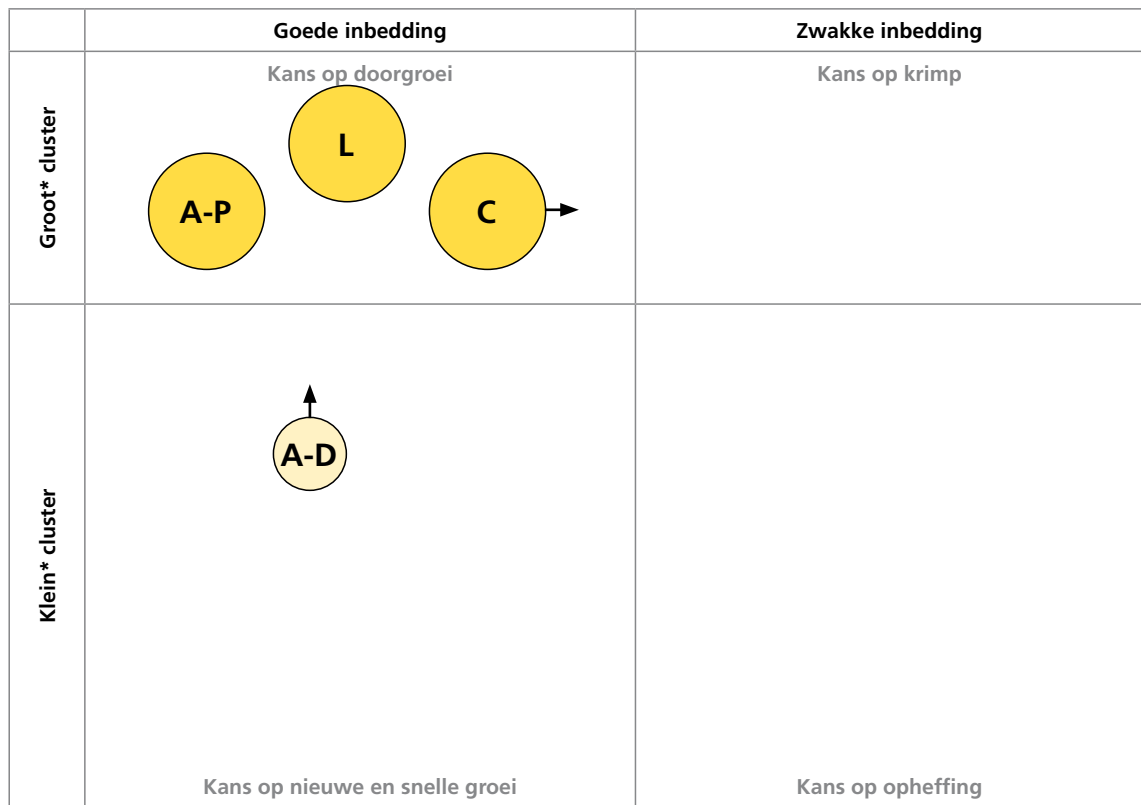 Goede inbedding
Zwakke inbedding
Groot* cluster
Kans op doorgroei
Kans op krimp
L
A-P
C
Klein* cluster
A-D
Kans op nieuwe en snelle groei
Kans op opheffing